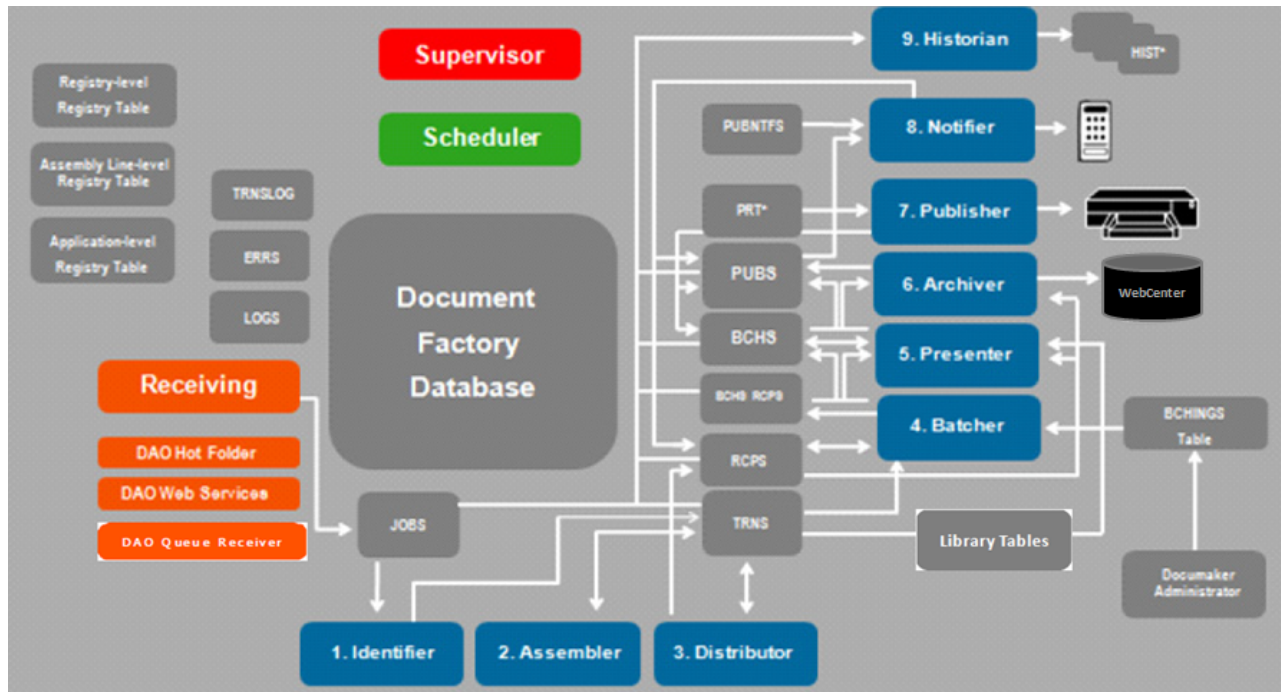 Supervisor
Scheduler
Registry-level
Registry Table
Assembly Line-level
Registry Table
Application-level
Registry Table
TRNSLOG
ERRS
LOGS
Document
Factory
Database
Receiving
DAO Hot Folder
DAO Web Services
DAO Queue Receiver
JOBS
1. Identifier
2. Assembler
3. Distributor
PUBNTFS
PRT*
PUBS
BCHS
BCHS_RCPS
RCPS
TRNS
9. Historian
8. Notifier
7. Publisher
6. Archiver
5. Presenter
4. Batcher
HIST*
WebCenter
BCHINGS
Table
Library Tables
Documaker
Administrator